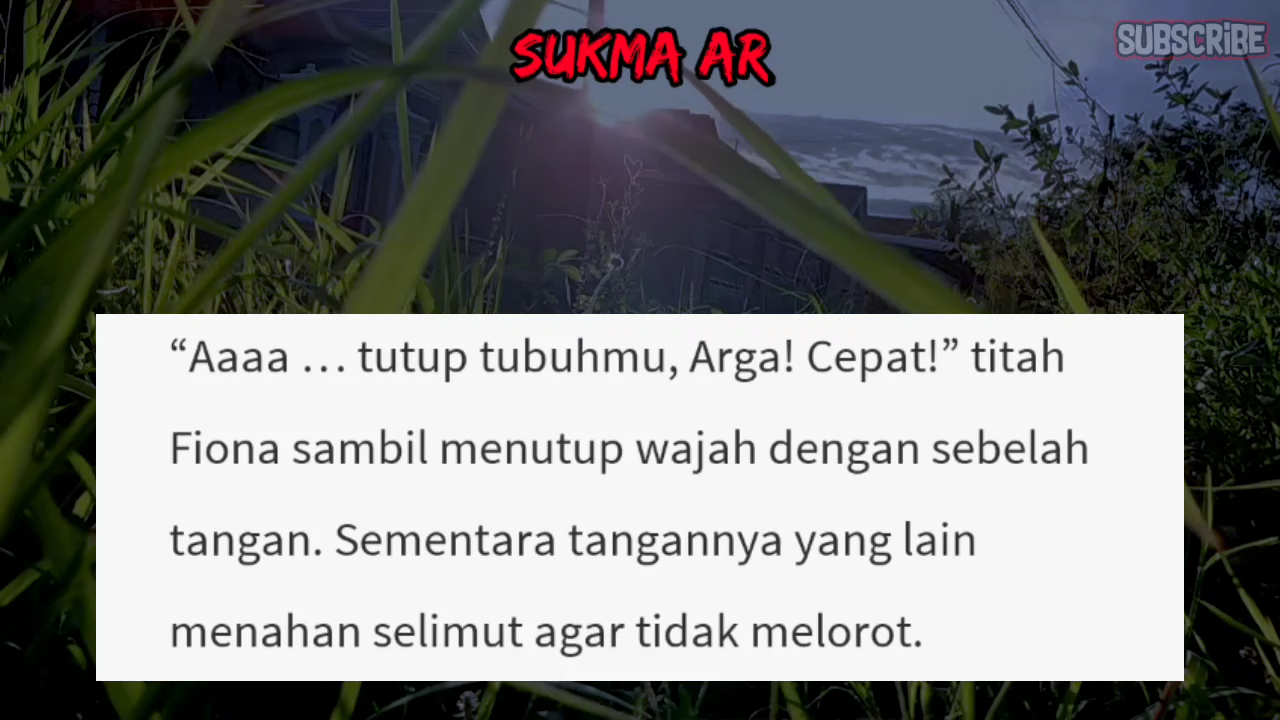 SUKMA AR
SUBSCRiBE
“Aaaa … tutup tubuhmu, Arga! Cepat!” titah
Fiona sambil menutup wajah dengan sebelah
tangan. Sementara tangannya yang lain
menahan selimut agar tidak melorot.